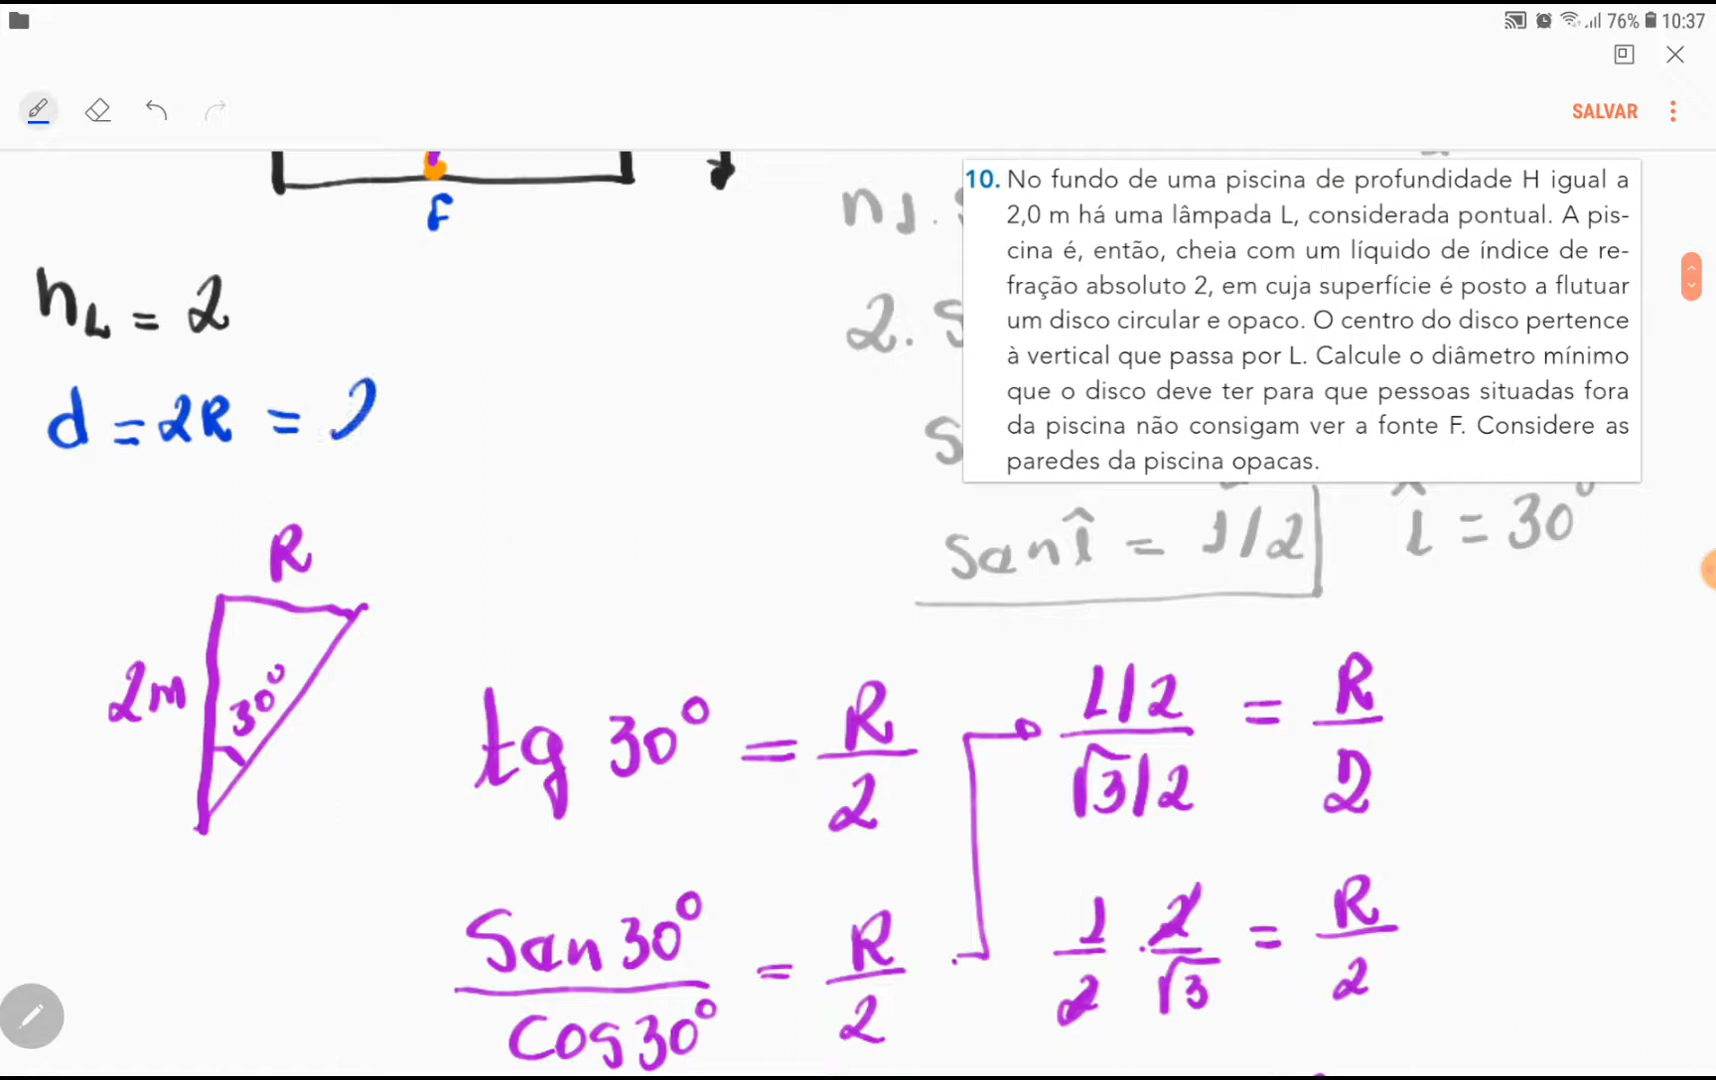 76% 10:37
SALVAR
F
n1.
10. No fundo de uma piscina de profundidade H igual a
2,0 m há uma lâmpada L, considerada pontual. A pis-
cina é, então, cheia com um líquido de índice de re-
fração absoluto 2, em cuja superfície é posto a flutuar
um disco circular e opaco. O centro do disco pertence
à vertical que passa por L. Calcule o diâmetro mínimo
que o disco deve ter para que pessoas situadas fora
da piscina não consigam ver a fonte F. Considere as
paredes da piscina opacas.
nL = 2
2. S
d = 2R = 2
S
sen î = 1/2
î = 30°
R
2m
30°
tg 30° = R/2
1/2 / √3/2 = R/2
Sen 30° / Cos 30° = R/2
1/2 . 2/√3 = R/2